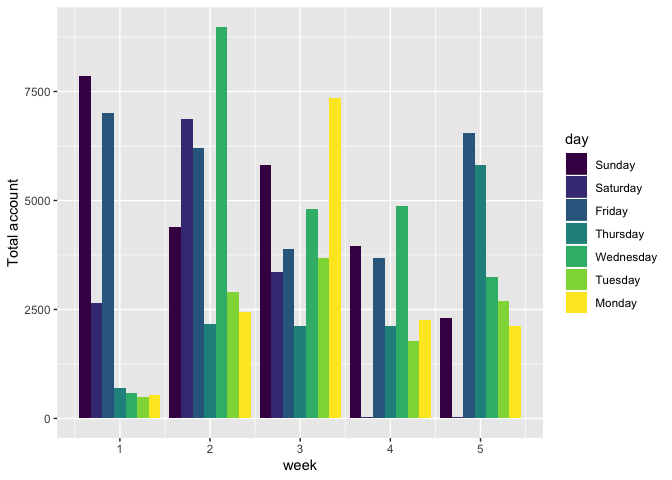 Total account
7500
5000
2500
0
1
2
3
4
5
week
day
Sunday
Saturday
Friday
Thursday
Wednesday
Tuesday
Monday